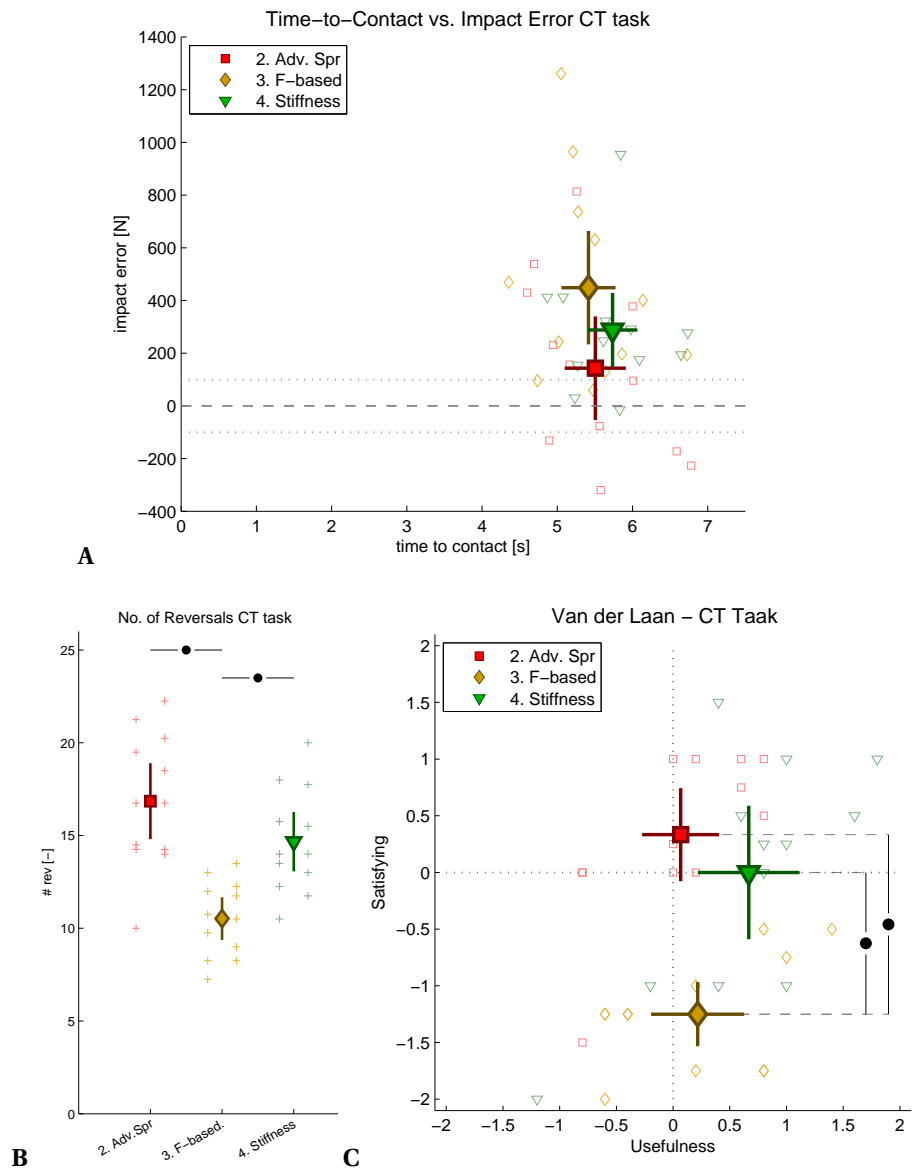 Time−to−Contact vs. Impact Error CT task
1400
1200
1000
800
600
400
200
0
−200
−400
impact error [N]
2. Adv. Spr
3. F−based
4. Stiffness
0 1 2 3 4 5 6 7
time to contact [s]
A
No. of Reversals CT task
25
20
15
10
5
0
# rev [−]
2. Adv.Spr
3. F−based.
4. Stiffness
B
Van der Laan − CT Taak
2
1.5
1
0.5
0
−0.5
−1
−1.5
−2
Satisfying
2. Adv. Spr
3. F−based
4. Stiffness
−2 −1.5 −1 −0.5 0 0.5 1 1.5 2
Usefulness
C